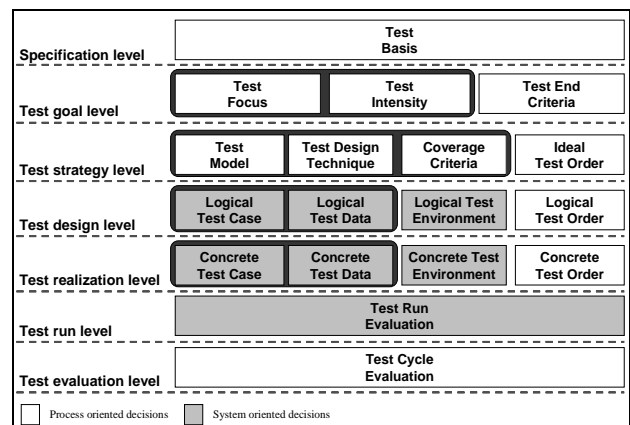 Test
Basis
Specification level
Test
Focus
Test
Intensity
Test End
Criteria
Test goal level
Test
Model
Test Design
Technique
Coverage
Criteria
Ideal
Test Order
Test strategy level
Logical
Test Case
Logical
Test Data
Logical Test
Environment
Logical
Test Order
Test design level
Concrete
Test Case
Concrete
Test Data
Concrete Test
Environment
Concrete
Test Order
Test realization level
Test Run
Evaluation
Test run level
Test Cycle
Evaluation
Test evaluation level
Process oriented decisions
System oriented decisions